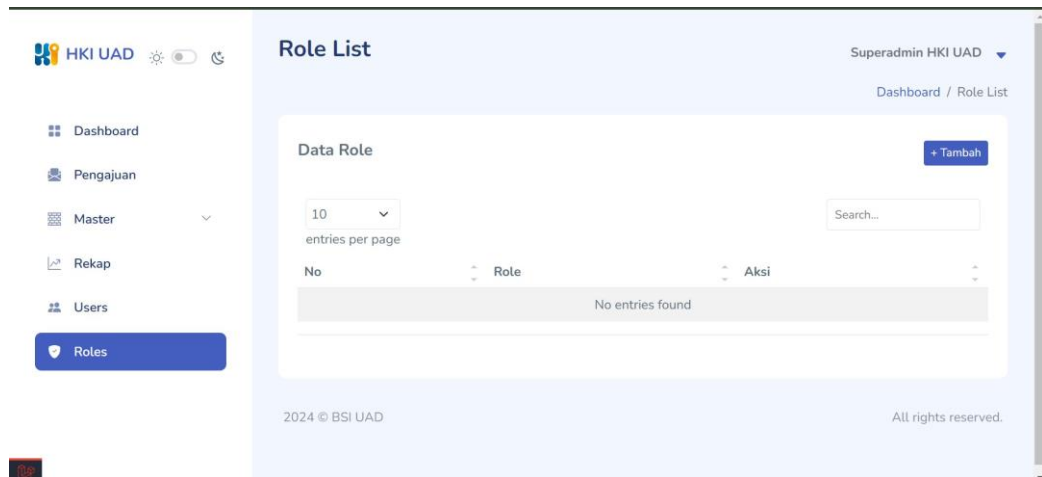 HKI UAD
Role List
Superadmin HKI UAD
Dashboard / Role List
Dashboard
Pengajuan
Master
Rekap
Users
Roles
Data Role
+ Tambah
10
entries per page
Search...
No Role Aksi
No entries found
2024 © BSI UAD
All rights reserved.